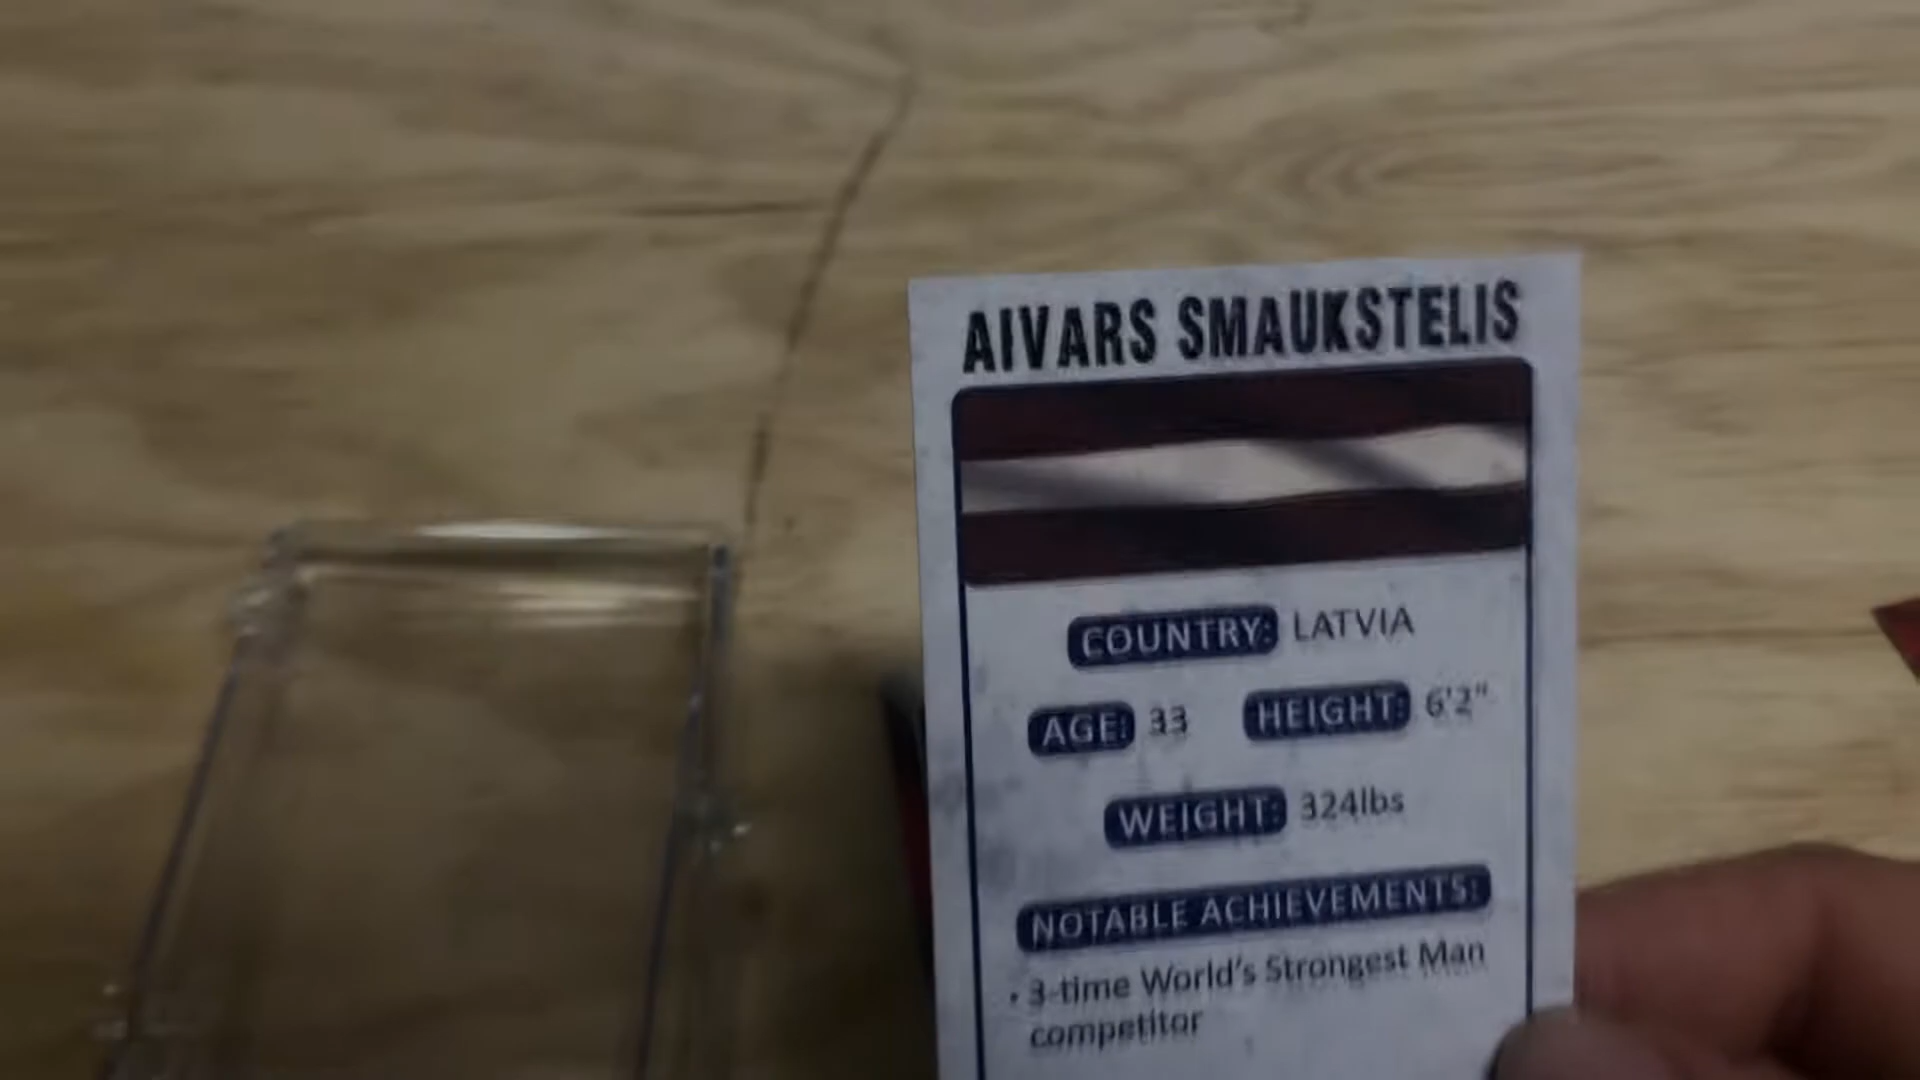 AIVARS SMAUKSTELIS
COUNTRY: LATVIA
AGE: 33 HEIGHT: 6'2"
WEIGHT: 324lbs
NOTABLE ACHIEVEMENTS:
• 3-time World's Strongest Man
competitor